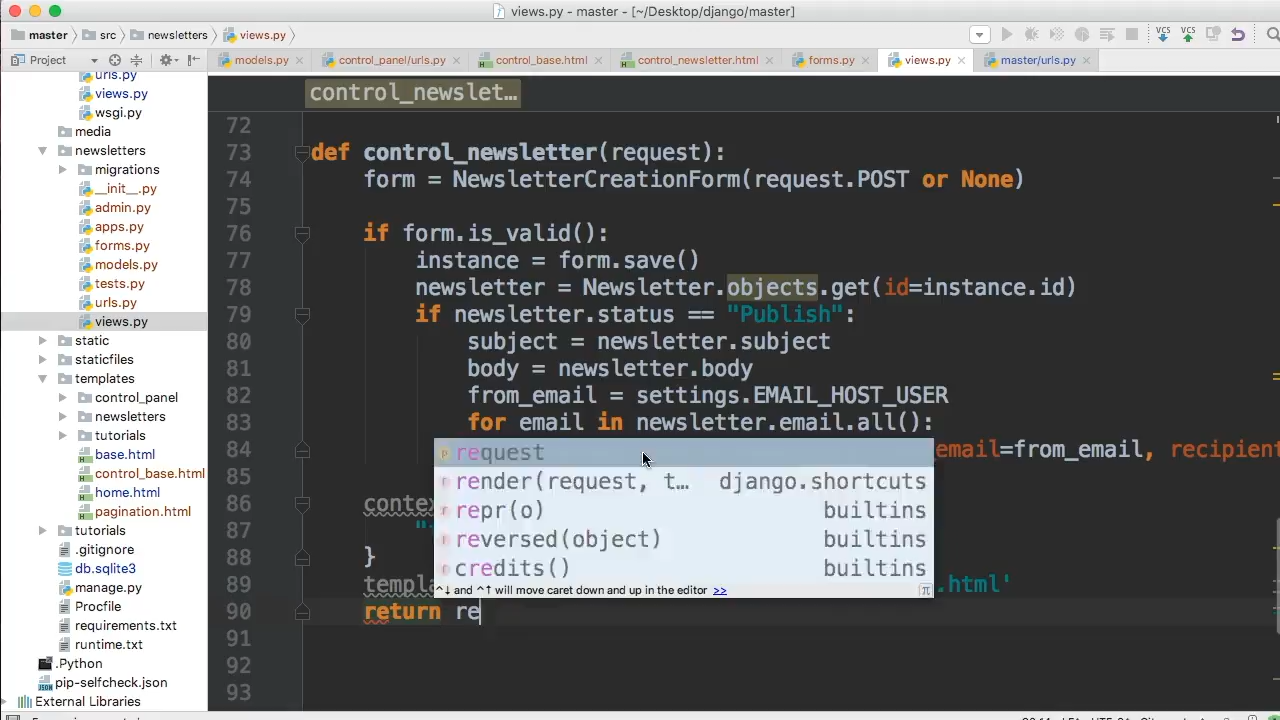 views.py - master - [~/Desktop/django/master]
master src newsletters views.py
Project
models.py control_panel/urls.py control_base.html control_newsletter.html forms.py views.py master/urls.py
control_newslet…
urls.py
views.py
wsgi.py
media
newsletters
migrations
__init__.py
admin.py
apps.py
forms.py
models.py
tests.py
urls.py
views.py
static
staticfiles
templates
control_panel
newsletters
tutorials
base.html
control_base.html
home.html
pagination.html
tutorials
.gitignore
db.sqlite3
manage.py
Procfile
requirements.txt
runtime.txt
.Python
pip-selfcheck.json
External Libraries
72
73 def control_newsletter(request):
74 form = NewsletterCreationForm(request.POST or None)
75
76 if form.is_valid():
77 instance = form.save()
78 newsletter = Newsletter.objects.get(id=instance.id)
79 if newsletter.status == "Publish":
80 subject = newsletter.subject
81 body = newsletter.body
82 from_email = settings.EMAIL_HOST_USER
83 for email in newsletter.email.all():
84 email=from_email, recipient
85
86 contex
87 "
88 }
89 templa .html'
90 return re
91
92
93
request
render(request, t… django.shortcuts
repr(o) builtins
reversed(object) builtins
credits() builtins
^↓ and ^↑ will move caret down and up in the editor >>